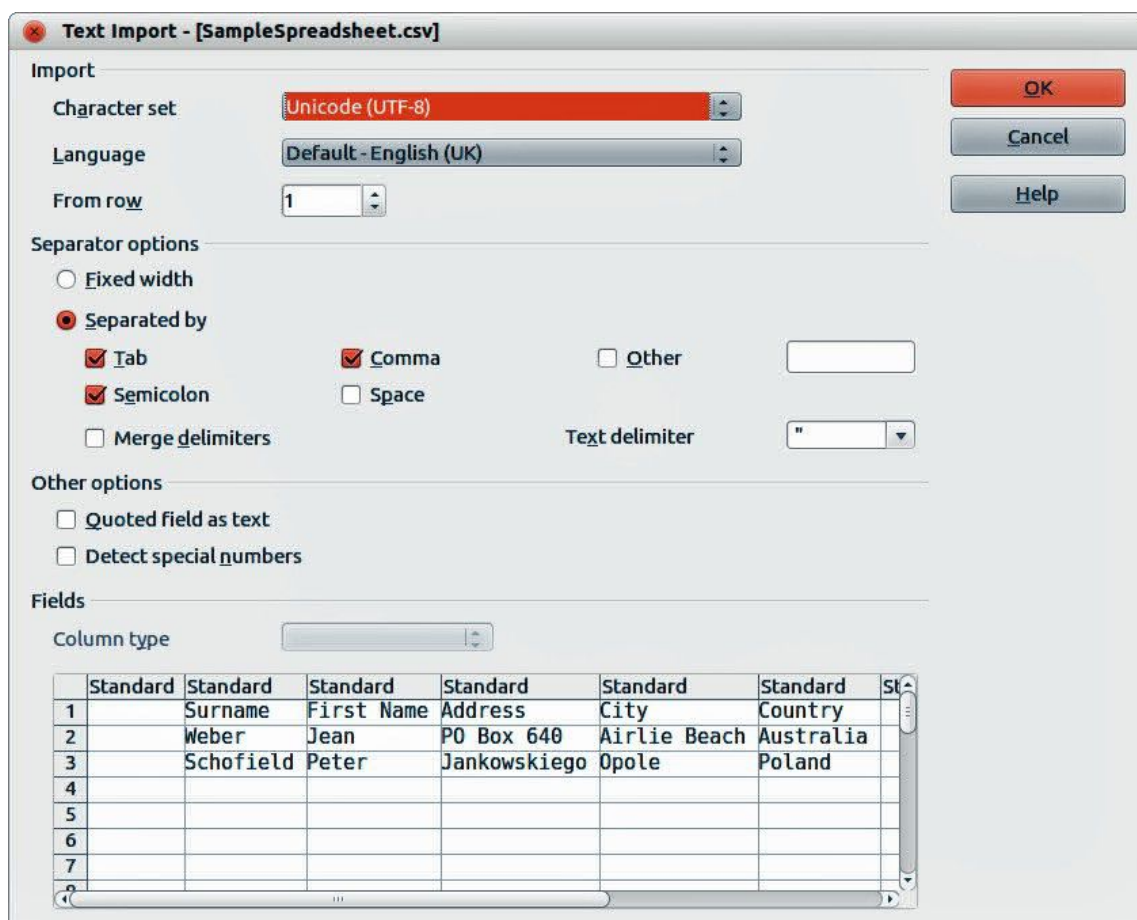 Text Import - [SampleSpreadsheet.csv]
Import
Character set Unicode (UTF-8)
OK
Language Default - English (UK)
Cancel
From row 1
Help
Separator options
Fixed width
Separated by
Tab Comma Other
Semicolon Space
Merge delimiters Text delimiter "
Other options
Quoted field as text
Detect special numbers
Fields
Column type
Standard Standard Standard Standard Standard Standard
1 Surname First Name Address City Country
2 Weber Jean PO Box 640 Airlie Beach Australia
3 Schofield Peter Jankowskiego Opole Poland
4
5
6
7